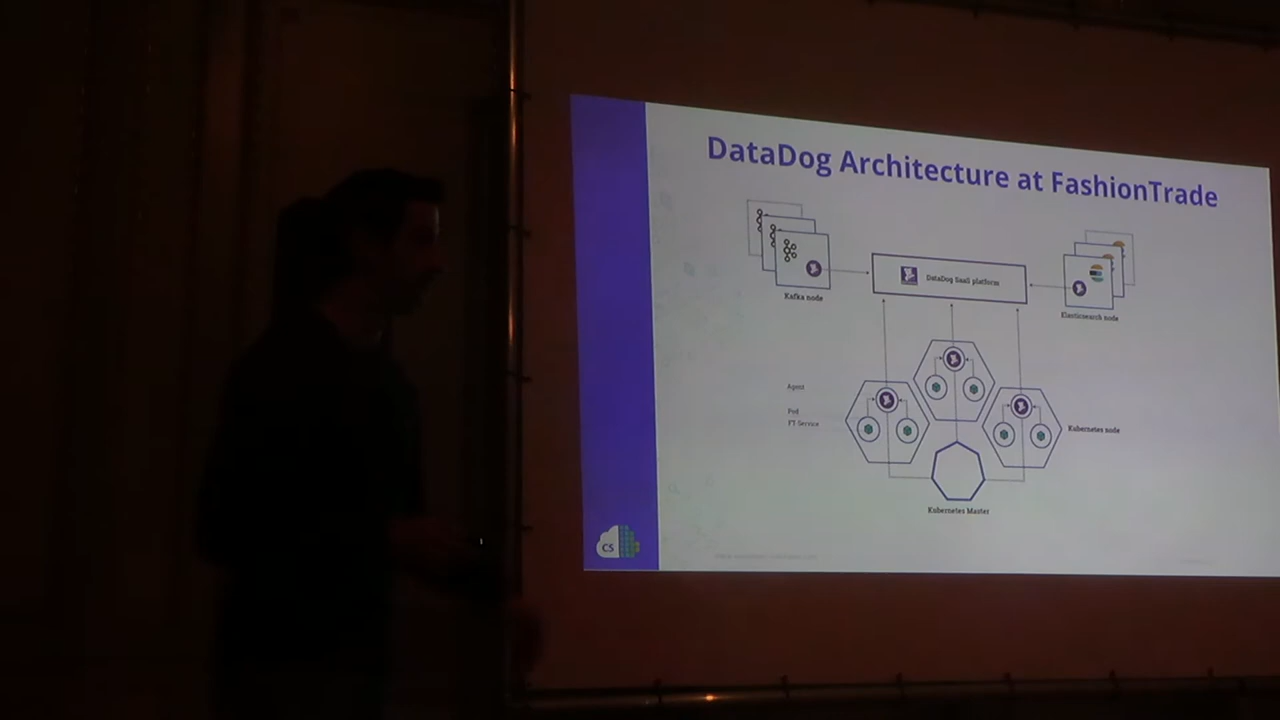 DataDog Architecture at FashionTrade
Kafka node
DataDog SaaS platform
Elasticsearch node
Agent
Pod
FT Service
Kubernetes node
Kubernetes Master
CS